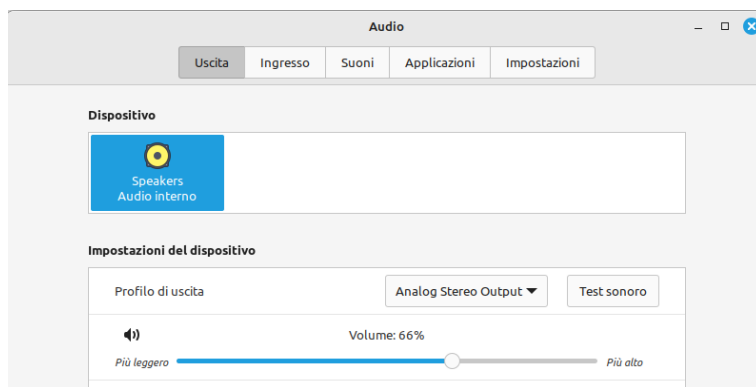 Audio
Uscita Ingresso Suoni Applicazioni Impostazioni
Dispositivo
Speakers
Audio interno
Impostazioni del dispositivo
Profilo di uscita Analog Stereo Output Test sonoro
Volume: 66%
Più leggero Più alto